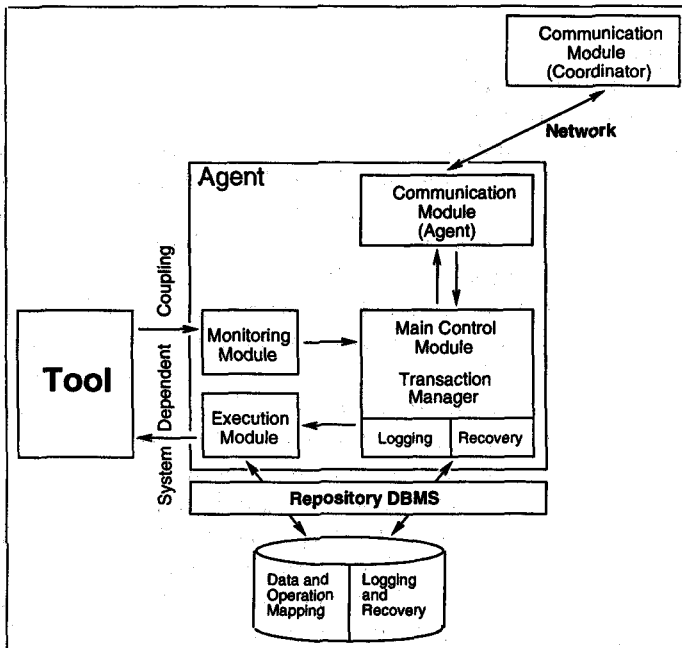 Communication
Module
(Coordinator)
Network
Agent
Communication
Module
(Agent)
System Dependent Coupling
Tool
Monitoring
Module
Main Control
Module
Transaction
Manager
Execution
Module
Logging
Recovery
Repository DBMS
Data and
Operation
Mapping
Logging
and
Recovery